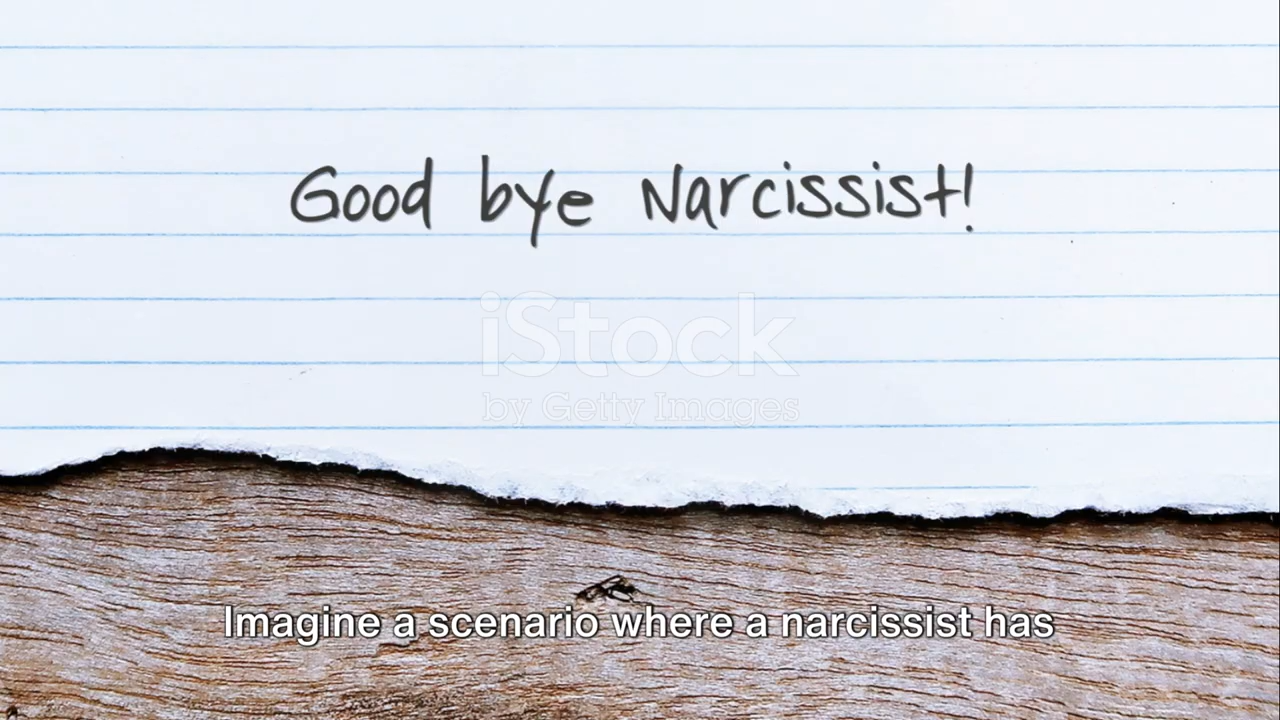 Good bye Narcissist!
iStock
by Getty Images
Imagine a scenario where a narcissist has